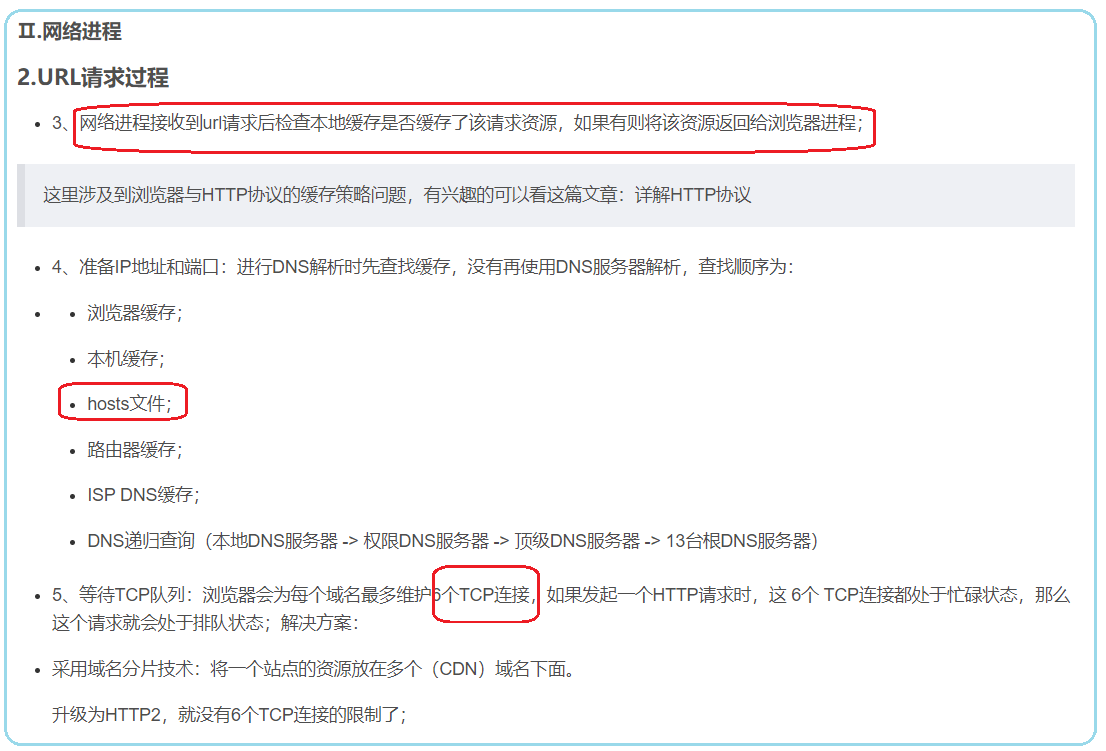 Ⅱ.网络进程
2.URL请求过程
3、网络进程接收到url请求后检查本地缓存是否缓存了该请求资源，如果有则将该资源返回给浏览器进程；
这里涉及到浏览器与HTTP协议的缓存策略问题，有兴趣的可以看这篇文章：详解HTTP协议
4、准备IP地址和端口：进行DNS解析时先查找缓存，没有再使用DNS服务器解析，查找顺序为：
浏览器缓存；
本机缓存；
hosts文件；
路由器缓存；
ISP DNS缓存；
DNS递归查询（本地DNS服务器 -> 权限DNS服务器 -> 顶级DNS服务器 -> 13台根DNS服务器）
5、等待TCP队列：浏览器会为每个域名最多维护6个TCP连接，如果发起一个HTTP请求时，这 6个 TCP连接都处于忙碌状态，那么
这个请求就会处于排队状态；解决方案：
采用域名分片技术：将一个站点的资源放在多个（CDN）域名下面。
升级为HTTP2，就没有6个TCP连接的限制了；